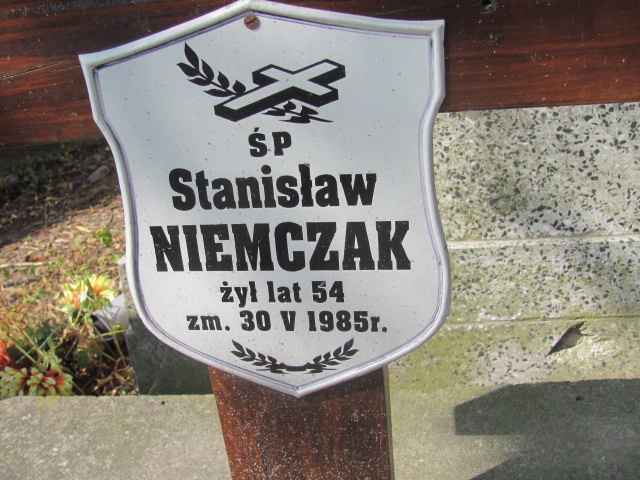 ŚP
Stanisław
NIEMCZAK
żył lat 54
zm. 30 V 1985r.